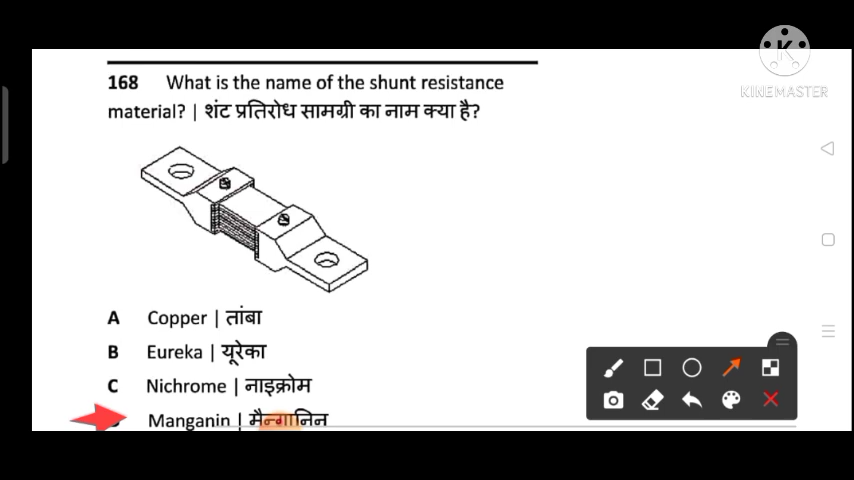 KINEMASTER
168 What is the name of the shunt resistance
material? | शंट प्रतिरोध सामग्री का नाम क्या है?
A Copper | तांबा
B Eureka | यूरेका
C Nichrome | नाइक्रोम
Manganin | मैन्गानिन